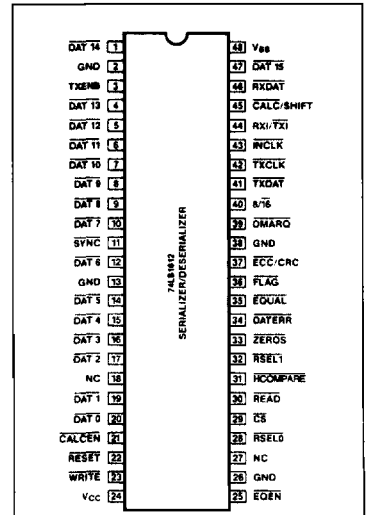 DAT 14 1
GND 2
TXENB 3
DAT 13 4
DAT 12 5
DAT 11 6
DAT 10 7
DAT 9 8
DAT 8 9
DAT 7 10
SYNC 11
DAT 6 12
GND 13
DAT 5 14
DAT 4 15
DAT 3 16
DAT 2 17
NC 18
DAT 1 19
DAT 0 20
CALCEN 21
RESET 22
WRITE 23
VCC 24
74LS1612
SERIALIZER/DESERIALIZER
48 VBB
47 DAT 15
46 RXDAT
45 CALC/SHIFT
44 RXI/TXI
43 INCLK
42 TXCLK
41 TXDAT
40 8/16
39 DMARQ
38 GND
37 ECC/CRC
36 FLAG
35 EQUAL
34 DATERR
33 ZEROS
32 RSEL1
31 HCOMPARE
30 READ
29 CS
28 RSEL0
27 NC
26 GND
25 EQEN